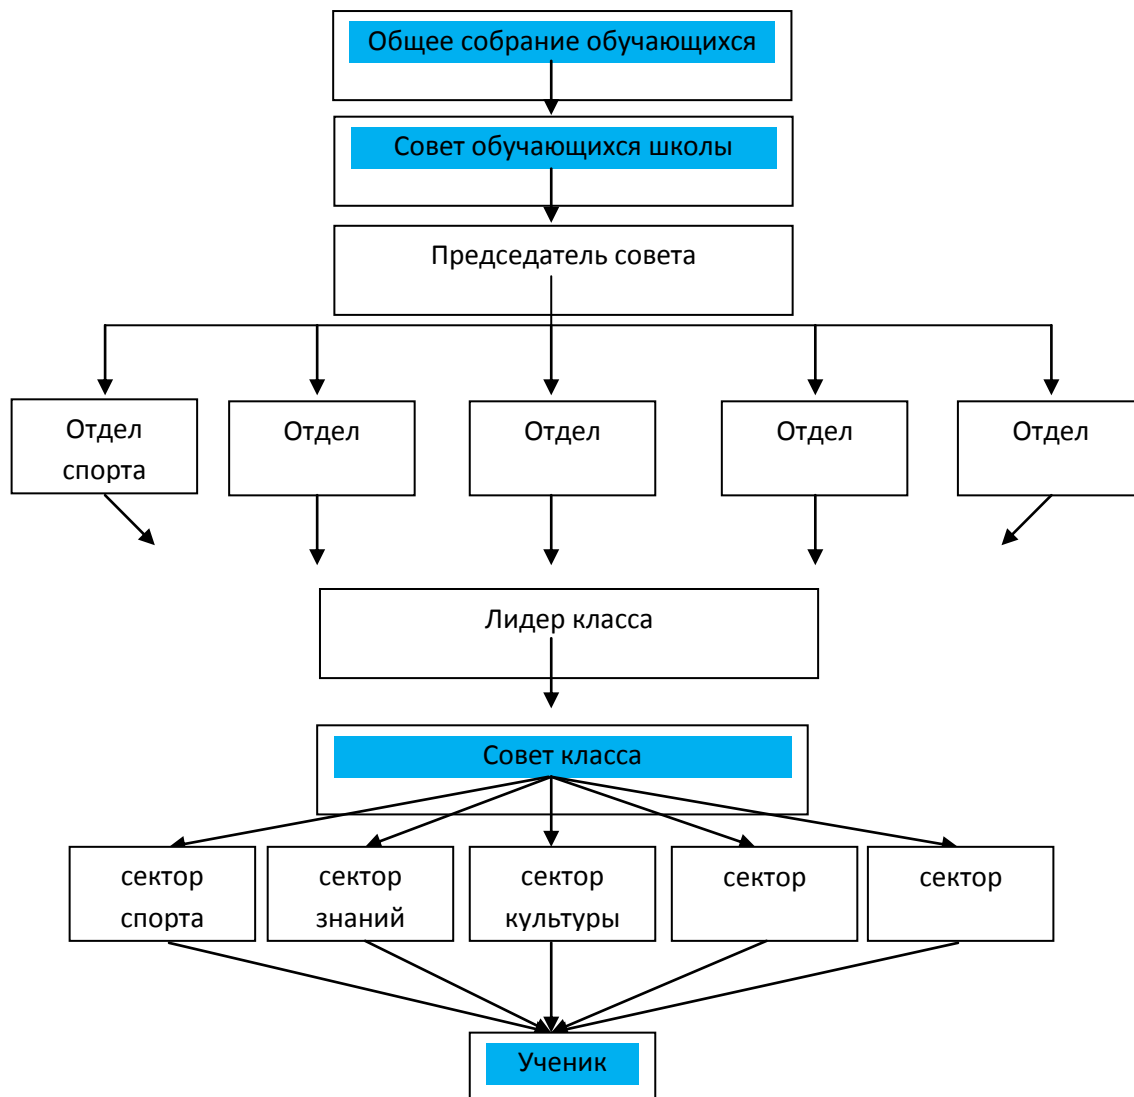 Общее собрание обучающихся
Совет обучающихся школы
Председатель совета
Отдел
спорта
Отдел
Отдел
Отдел
Отдел
Лидер класса
Совет класса
сектор
спорта
сектор
знаний
сектор
культуры
сектор
сектор
Ученик